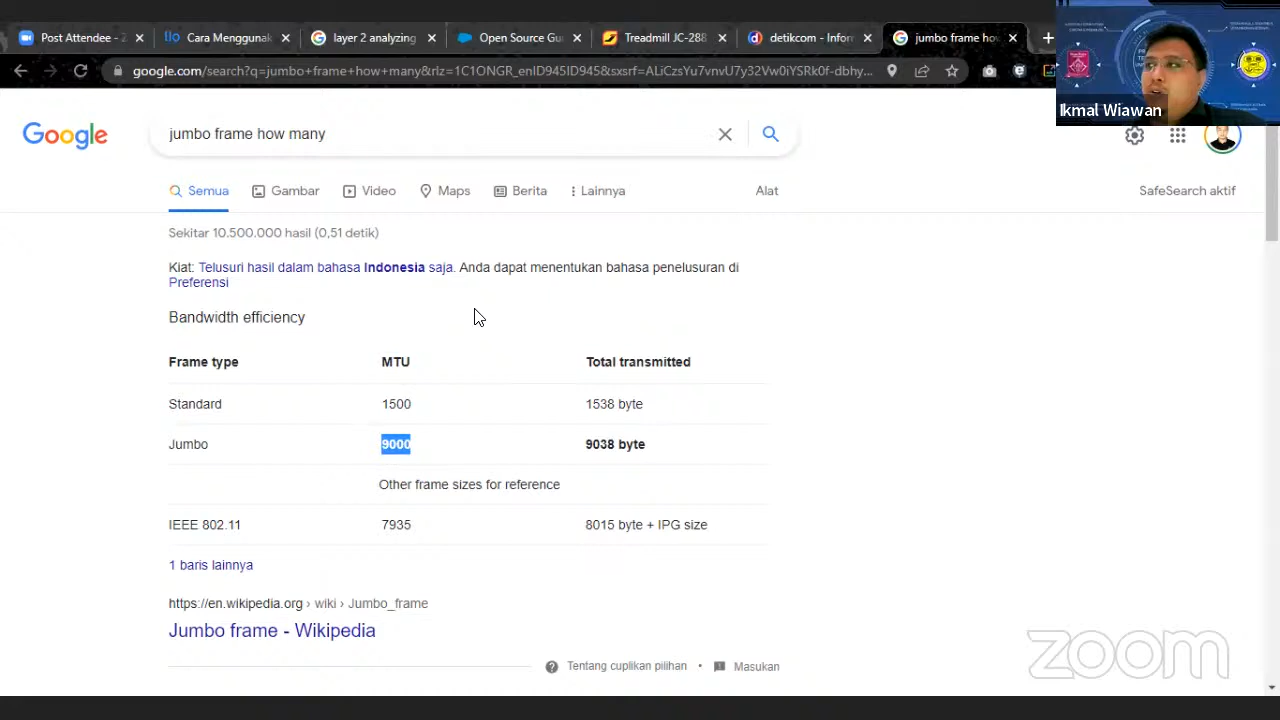 Post Attendee - Z
Cara Menggunak
layer 2 analyzing
Open Source Gui
Treadmill JC-288
detikcom - Infor
jumbo frame ho
google.com/search?q=jumbo+frame+how+many&rlz=1C1ONGR_enID945ID945&sxsrf=ALiCzsYu7vnvU7y32Vw0iYSRk0f-dbhy...
Ikmal Wiawan
Google
jumbo frame how many
Semua
Gambar
Video
Maps
Berita
Lainnya
Alat
SafeSearch aktif
Sekitar 10.500.000 hasil (0,51 detik)
Kiat: Telusuri hasil dalam bahasa Indonesia saja. Anda dapat menentukan bahasa penelusuran di
Preferensi
Bandwidth efficiency
Frame type MTU Total transmitted
Standard 1500 1538 byte
Jumbo 9000 9038 byte
Other frame sizes for reference
IEEE 802.11 7935 8015 byte + IPG size
1 baris lainnya
https://en.wikipedia.org › wiki › Jumbo_frame
Jumbo frame - Wikipedia
Tentang cuplikan pilihan • Masukan
zoom